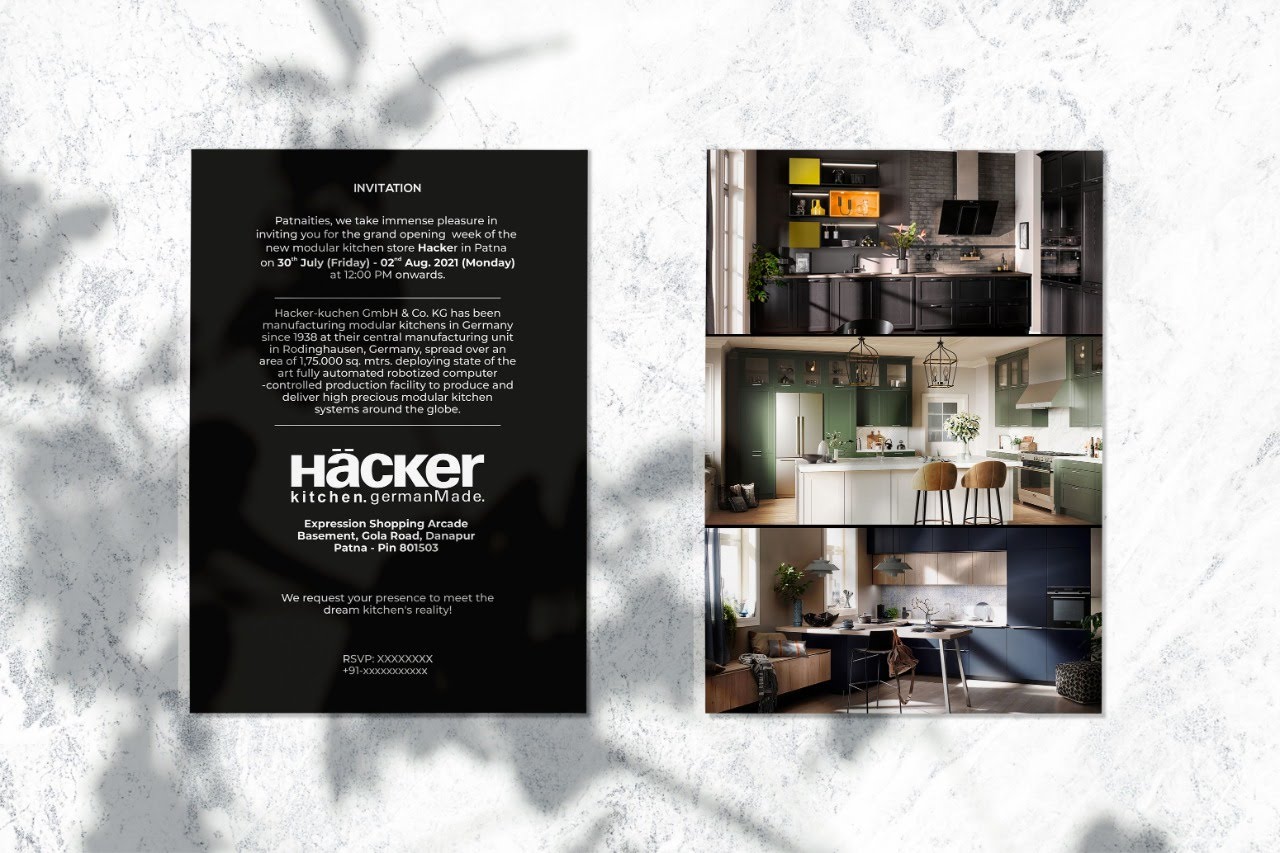 INVITATION
Patnaities, we take immense pleasure in
inviting you for the grand opening week of the
new modular kitchen store Hacker in Patna
on 30th July (Friday) - 02nd Aug. 2021 (Monday)
at 12:00 PM onwards.
Hacker-kuchen GmbH & Co. KG has been
manufacturing modular kitchens in Germany
since 1938 at their central manufacturing unit
in Rodinghausen, Germany, spread over an
area of 1,75,000 sq. mtrs. deploying state of the
art fully automated robotized computer
-controlled production facility to produce and
deliver high precious modular kitchen
systems around the globe.
Häcker
kitchen.germanMade.
Expression Shopping Arcade
Basement, Gola Road, Danapur
Patna - Pin 801503
We request your presence to meet the
dream kitchen's reality!
RSVP: XXXXXXXX
+91-xxxxxxxxxxx